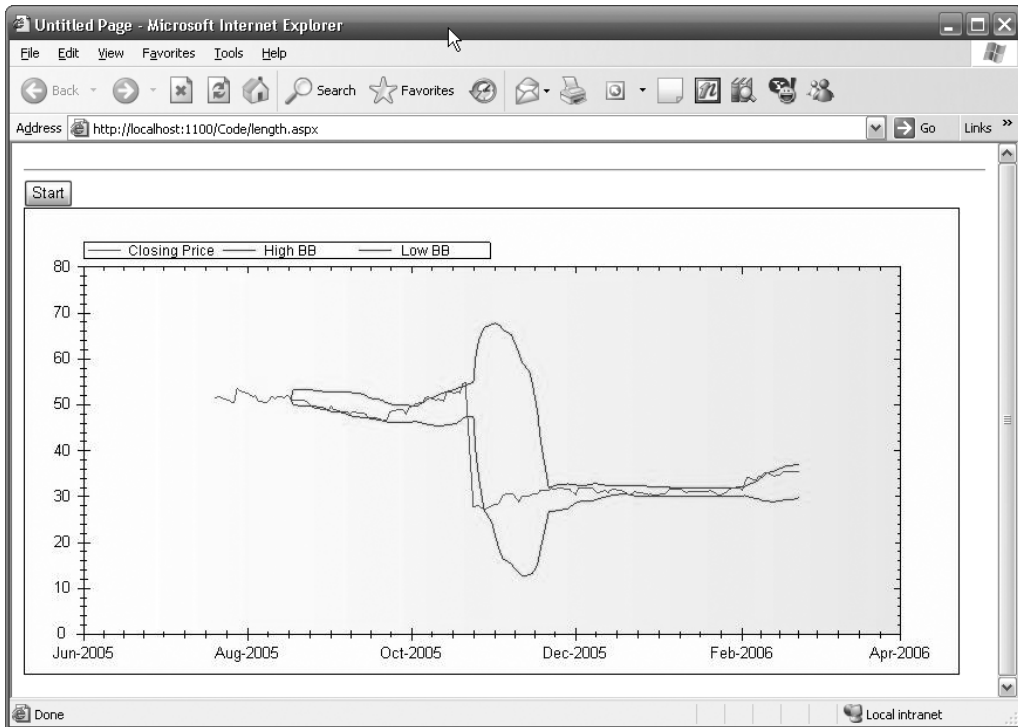 Untitled Page - Microsoft Internet Explorer
File Edit View Favorites Tools Help
Back Search Favorites
Address http://localhost:1100/Code/length.aspx Go Links »
Start
Closing Price High BB Low BB
80
70
60
50
40
30
20
10
0
Jun-2005 Aug-2005 Oct-2005 Dec-2005 Feb-2006 Apr-2006
Done Local intranet